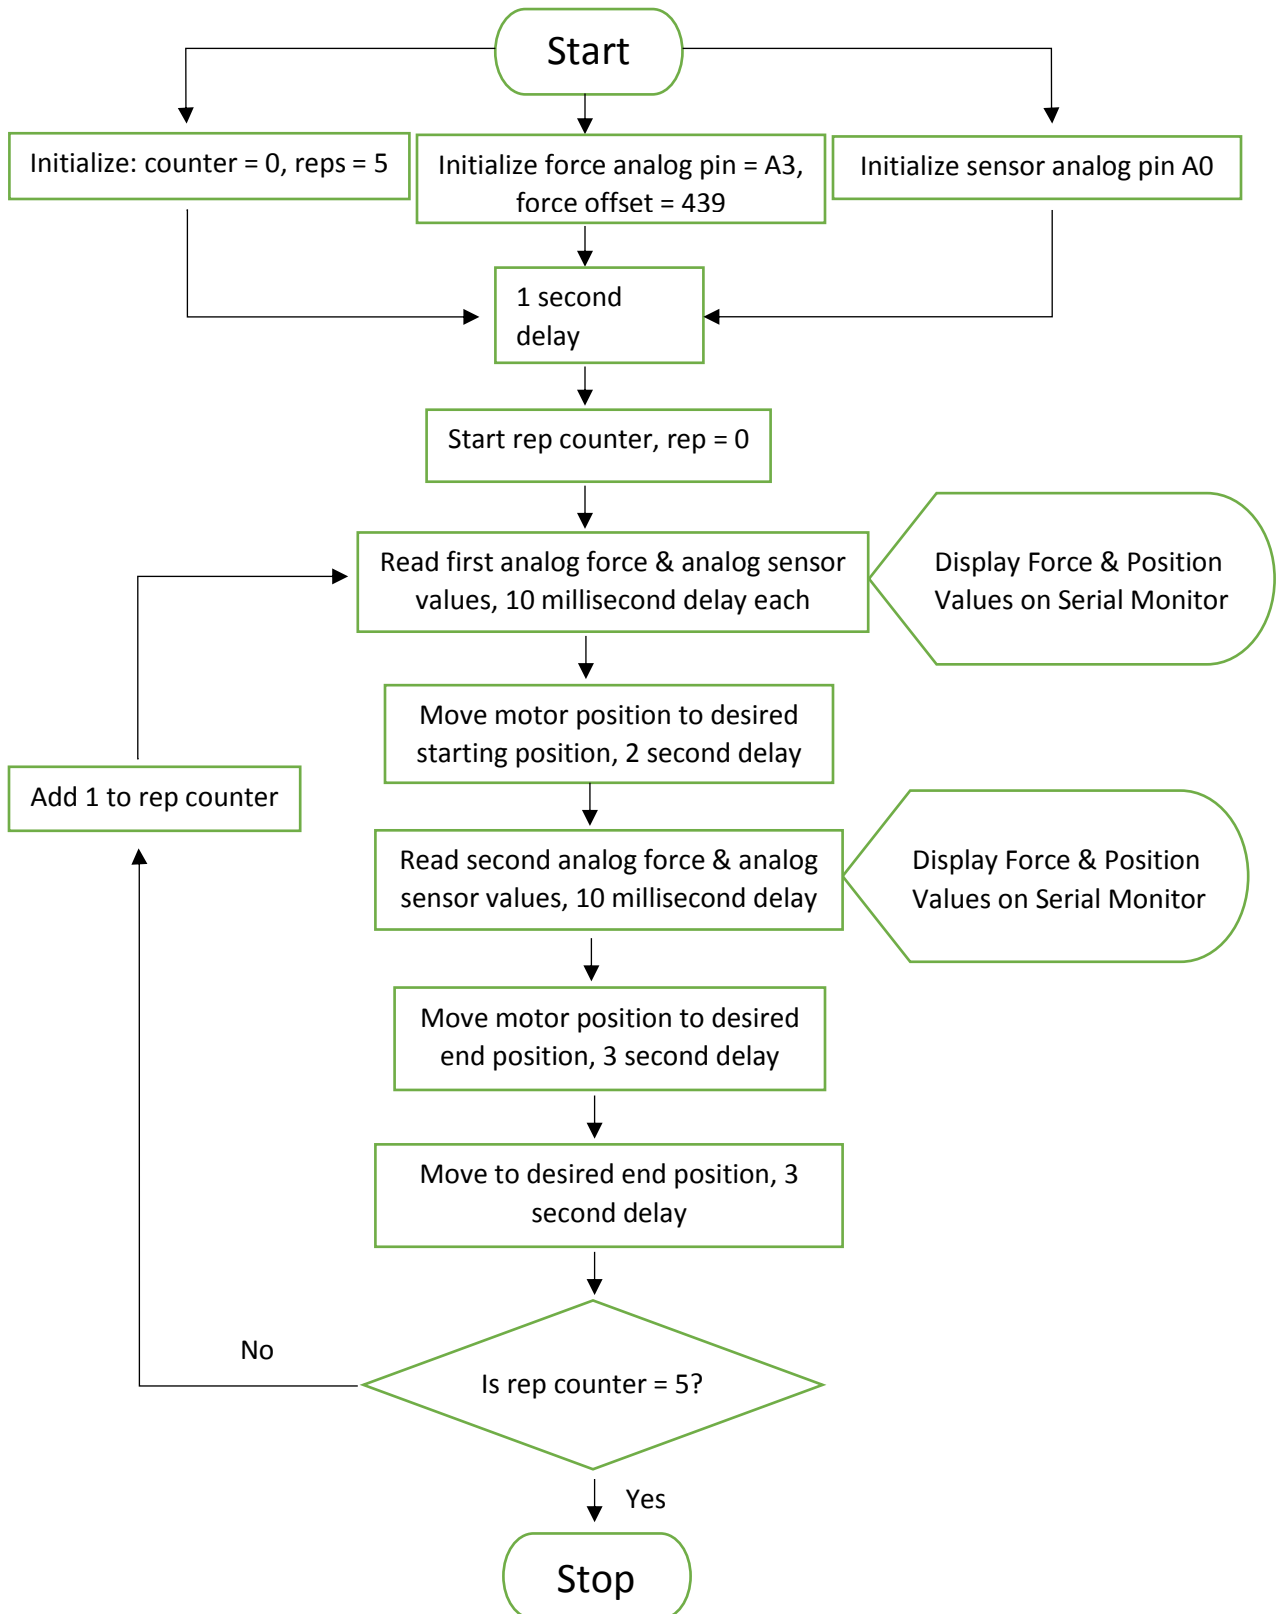 Start
Initialize: counter = 0, reps = 5
Initialize force analog pin = A3,
force offset = 439
Initialize sensor analog pin A0
1 second
delay
Start rep counter, rep = 0
Read first analog force & analog sensor
values, 10 millisecond delay each
Display Force & Position
Values on Serial Monitor
Move motor position to desired
starting position, 2 second delay
Add 1 to rep counter
Read second analog force & analog
sensor values, 10 millisecond delay
Display Force & Position
Values on Serial Monitor
Move motor position to desired
end position, 3 second delay
Move to desired end position, 3
second delay
No
Is rep counter = 5?
Yes
Stop